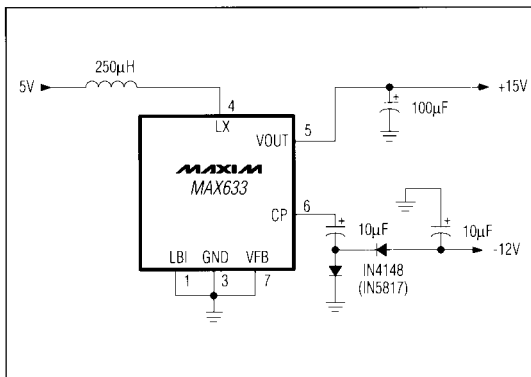 250µH
5V
4
LX
VOUT
5
+15V
+
100µF
MAXIM
MAX633
CP
6
+
10µF
+
10µF
-12V
IN4148
(IN5817)
LBI
GND
VFB
1
3
7